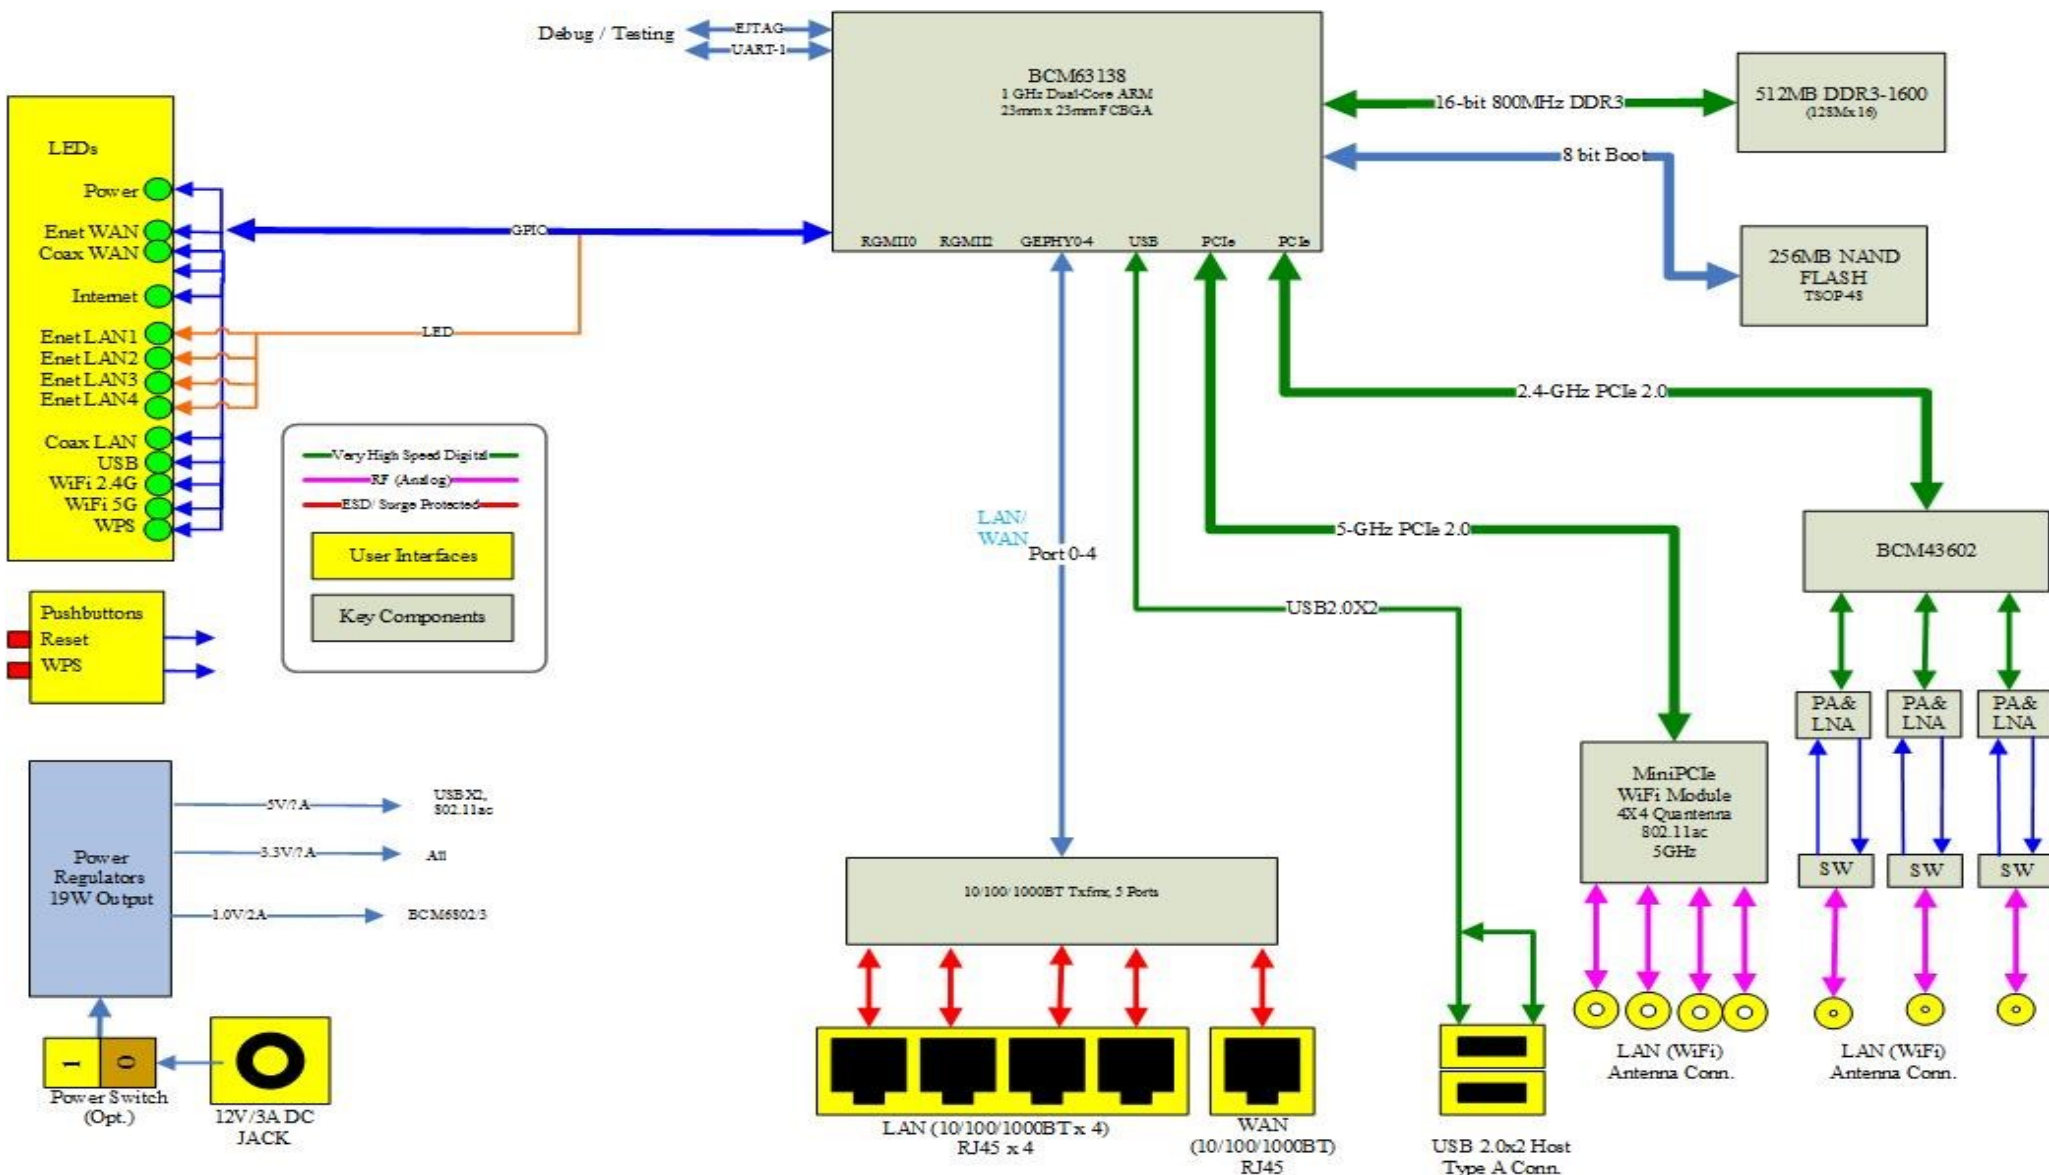 Debug / Testing
EJTAG
UART-1
BCM63138
1 GHz Dual-Core ARM
23mm x 23mm FCBGA
RGMII0
RGMII2
GEPHY0-4
USB
PCIe
PCIe
16-bit 800MHz DDR3
512MB DDR3-1600
(128Mx16)
8 bit Boot
256MB NAND
FLASH
TSOP-48
LEDs
Power
Enet WAN
Coax WAN
Internet
Enet LAN1
Enet LAN2
Enet LAN3
Enet LAN4
Coax LAN
USB
WiFi 2.4G
WiFi 5G
WPS
GPIO
LED
Very High Speed Digital
RF (Analog)
ESD/ Surge Protected
User Interfaces
Key Components
Pushbuttons
Reset
WPS
LAN/
WAN
Port 0-4
2.4-GHz PCIe 2.0
5-GHz PCIe 2.0
USB2.0X2
BCM43602
PA&
LNA
PA&
LNA
PA&
LNA
SW
SW
SW
MiniPCIe
WiFi Module
4X4 Quantenna
802.11ac
5GHz
Power
Regulators
19W Output
5V/?A
USBX2,
802.11ac
3.3V/?A
All
1.0V/2A
BCM6802/3
1
0
Power Switch
(Opt.)
12V/3A DC
JACK
10/100/1000BT Txfmr, 5 Ports
LAN (10/100/1000BT x 4)
RJ45 x 4
WAN
(10/100/1000BT)
RJ45
USB 2.0x2 Host
Type A Conn.
LAN (WiFi)
Antenna Conn.
LAN (WiFi)
Antenna Conn.